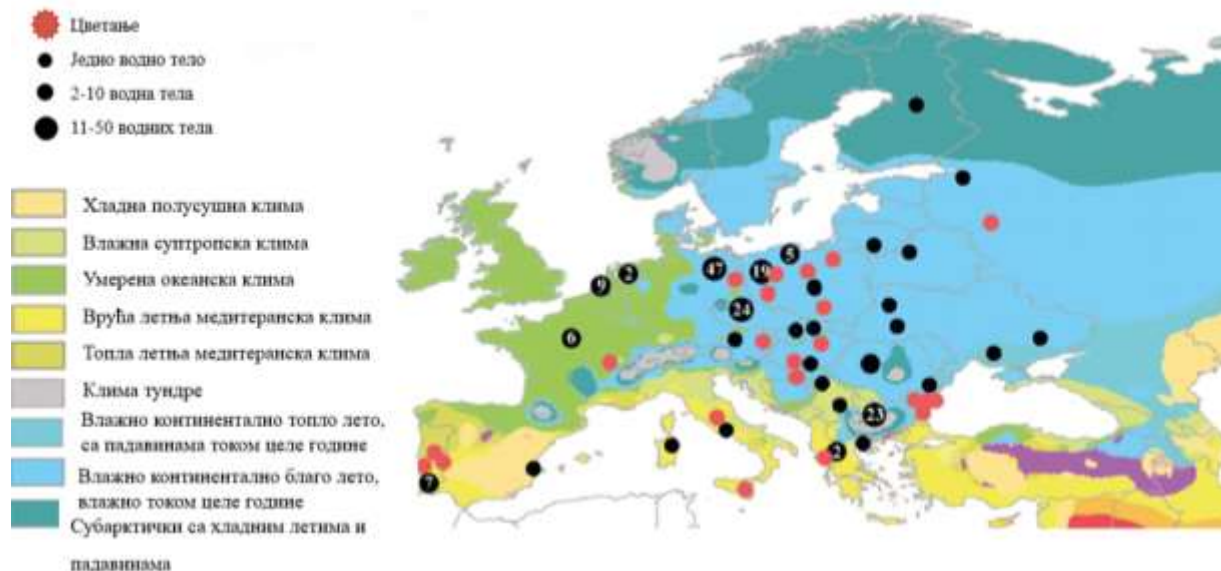 Цветање
Једно водно тело
2-10 водна тела
11-50 водних тела
Хладна полусушна клима
Влажна суптропска клима
Умерена океанска клима
Врућа летња медитеранска клима
Топла летња медитеранска клима
Клима тундре
Влажно континентално топло лето,
са падавинама током целе године
Влажно континентално благо лето,
влажно током целе године
Субарктички са хладним летима и
падавинама
5
47
19
2
9
24
6
23
2
7